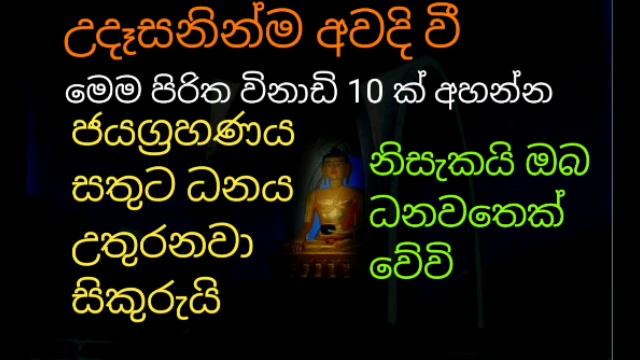 උදෑසනින්ම අවදි වී
මෙම පිරිත විනාඩි 10 ක් අහන්න
ජයග්‍රහණය
සතුට ධනය
උතුරනවා
සිකුරුයි
නිසැකයි ඔබ
ධනවතෙක්
වේවි